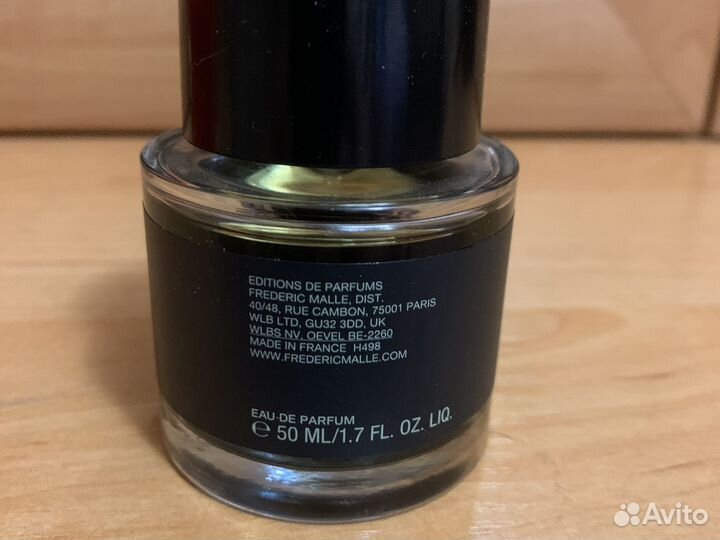 EDITIONS DE PARFUMS
FREDERIC MALLE, DIST.
40/48, RUE CAMBON, 75001 PARIS
WLB LTD, GU32 3DD, UK
WLBS NV, OEVEL BE-2260
MADE IN FRANCE H498
WWW.FREDERICMALLE.COM
EAU DE PARFUM
℮ 50 ML/1.7 FL. OZ. LIQ.
Avito